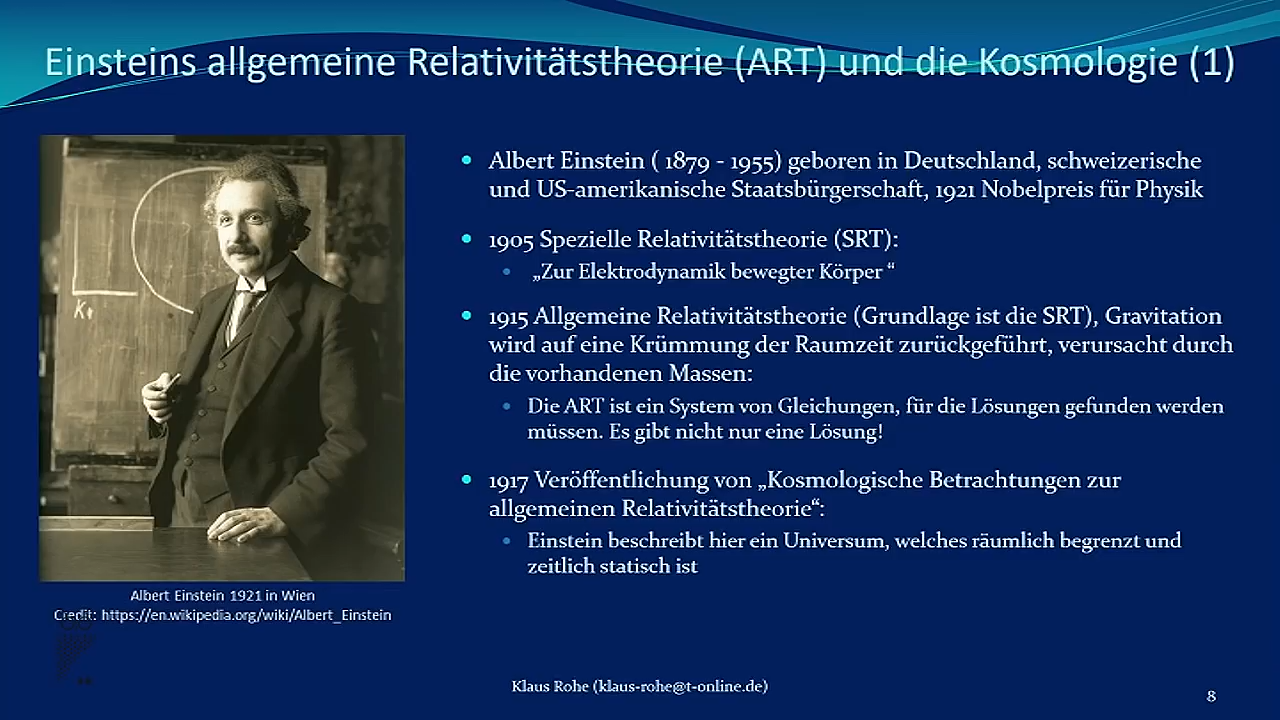 Einsteins allgemeine Relativitätstheorie (ART) und die Kosmologie (1)
Albert Einstein ( 1879 - 1955) geboren in Deutschland, schweizerische
und US-amerikanische Staatsbürgerschaft, 1921 Nobelpreis für Physik
1905 Spezielle Relativitätstheorie (SRT):
„Zur Elektrodynamik bewegter Körper “
1915 Allgemeine Relativitätstheorie (Grundlage ist die SRT), Gravitation
wird auf eine Krümmung der Raumzeit zurückgeführt, verursacht durch
die vorhandenen Massen:
Die ART ist ein System von Gleichungen, für die Lösungen gefunden werden
müssen. Es gibt nicht nur eine Lösung!
1917 Veröffentlichung von „Kosmologische Betrachtungen zur
allgemeinen Relativitätstheorie“:
Einstein beschreibt hier ein Universum, welches räumlich begrenzt und
zeitlich statisch ist
Albert Einstein 1921 in Wien
Credit: https://en.wikipedia.org/wiki/Albert_Einstein
Klaus Rohe (klaus-rohe@t-online.de)
8